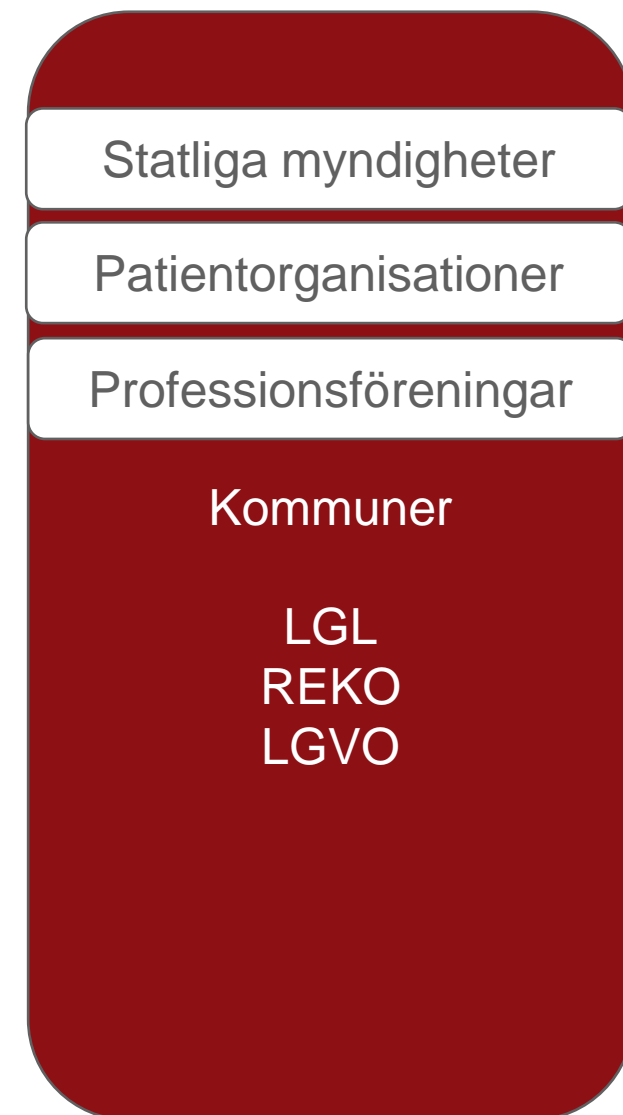 Statliga myndigheter
Patientorganisationer
Professionsföreningar
Kommuner
LGL
REKO
LGVO